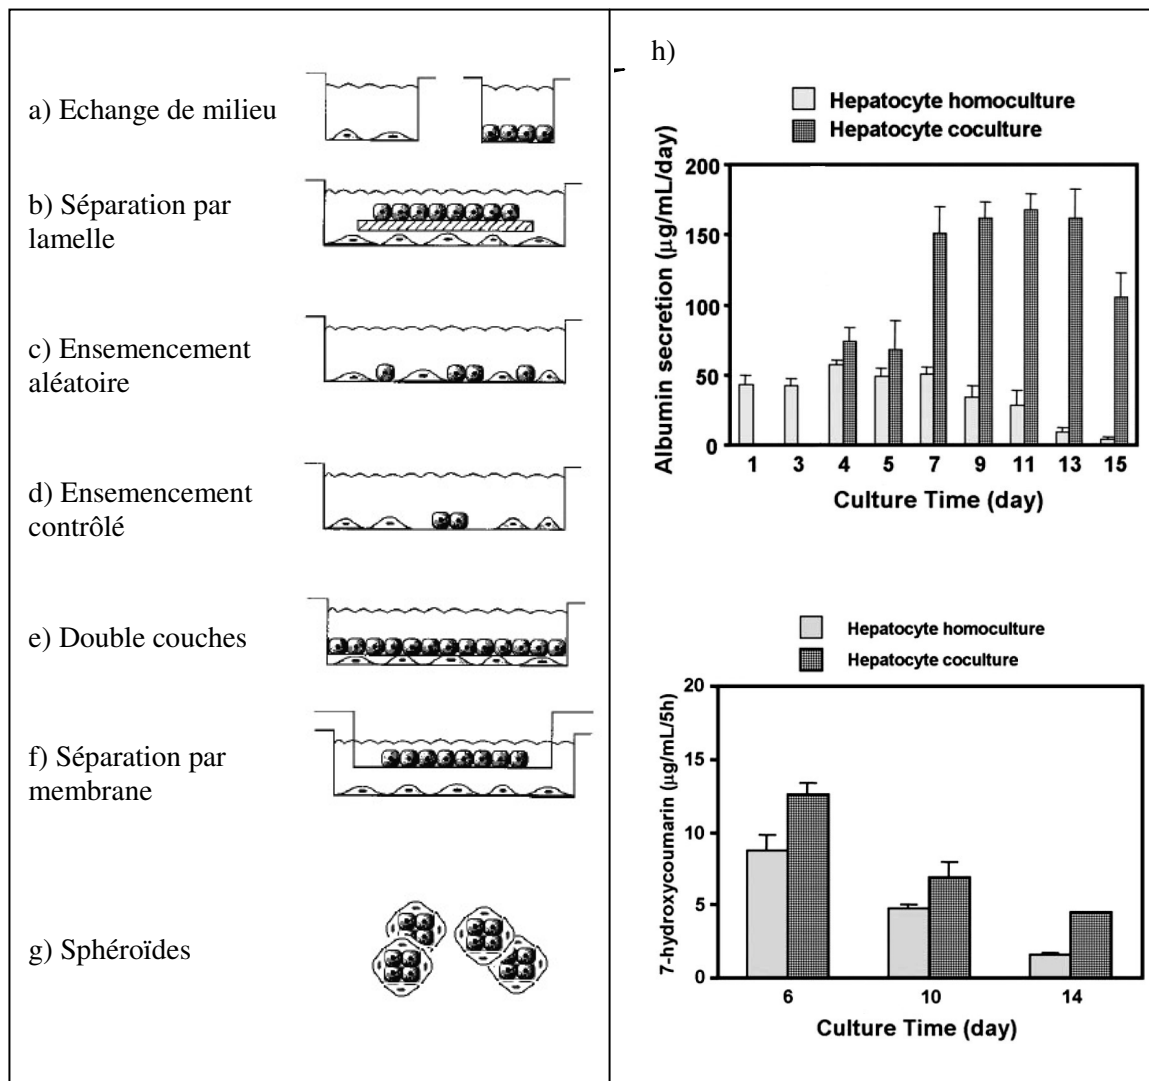 a) Echange de milieu
b) Séparation par
lamelle
c) Ensemencement
aléatoire
d) Ensemencement
contrôlé
e) Double couches
f) Séparation par
membrane
g) Sphéroïdes
h)
Hepatocyte homoculture
Hepatocyte coculture
Albumin secretion (µg/mL/day)
200
150
100
50
0
1 3 4 5 7 9 11 13 15
Culture Time (day)
Hepatocyte homoculture
Hepatocyte coculture
7-hydroxycoumarin (µg/mL/5h)
20
15
10
5
0
6 10 14
Culture Time (day)